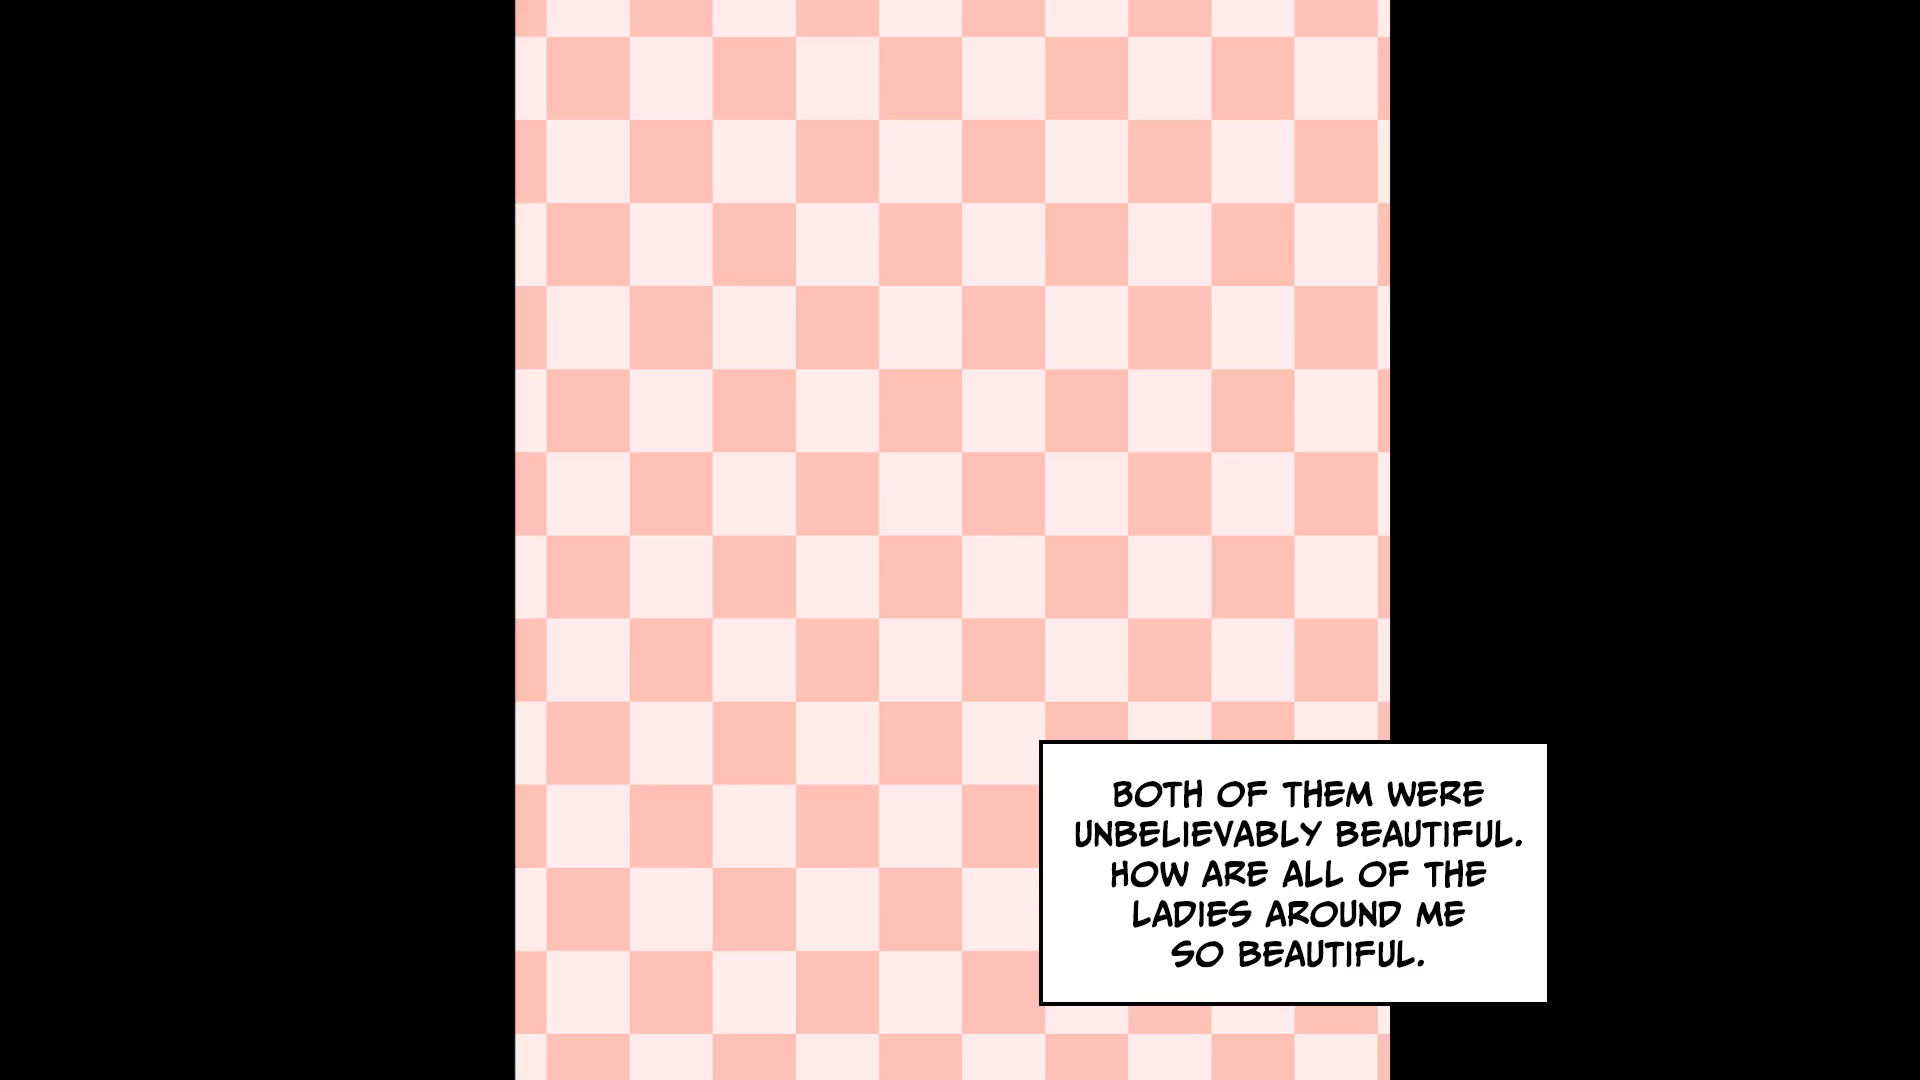 BOTH OF THEM WERE
UNBELIEVABLY BEAUTIFUL.
HOW ARE ALL OF THE
LADIES AROUND ME
SO BEAUTIFUL.